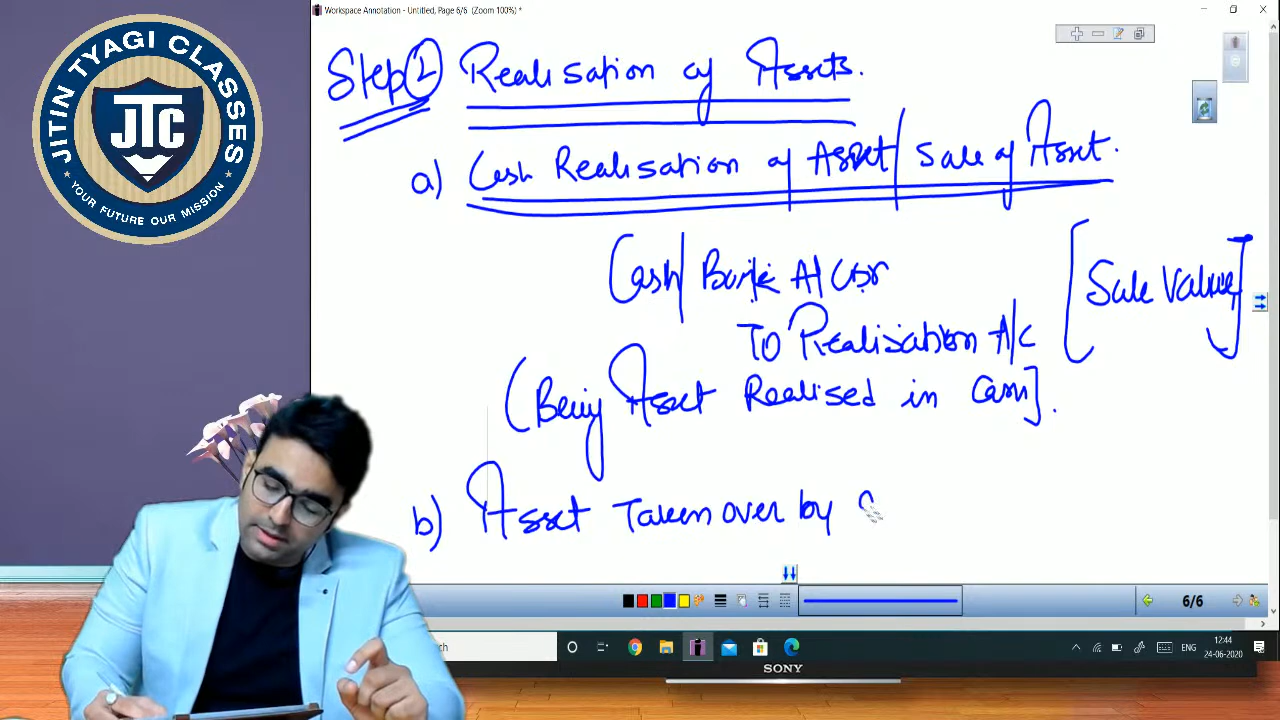 Workspace Annotation - Untitled, Page 6/6 (Zoom 100%) *
JITIN TYAGI CLASSES
JTC
YOUR FUTURE OUR MISSION
Step 2 Realisation of Assets.
a) Cash Realisation of Asset / Sale of Asset.
Cash / Bank A/c Dr
To Realisation A/c
[Sale Value]
(Being Asset Realised in Cash].
b) Asset Taken over by
6/6
rch
ENG
12:44
24-06-2020
SONY